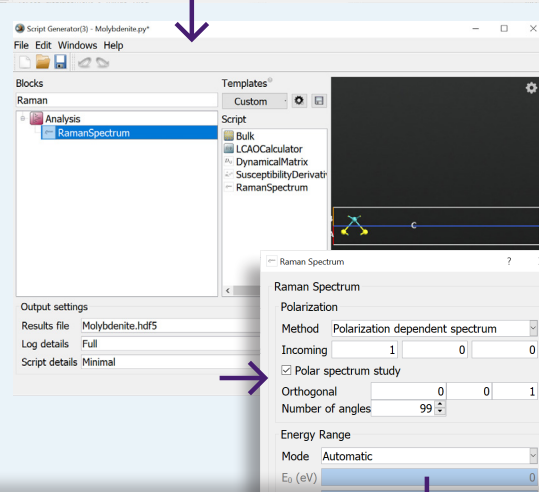 Script Generator(3) - Molybdenite.py*
File Edit Windows Help
Blocks
Templates
Raman
Custom
Analysis
RamanSpectrum
Script
Bulk
LCAOCalculator
DynamicalMatrix
SusceptibilityDerivati
RamanSpectrum
C
Output settings
Results file Molybdenite.hdf5
Log details Full
Script details Minimal
Raman Spectrum ?
Raman Spectrum
Polarization
Method Polarization dependent spectrum
Incoming 1 0 0
Polar spectrum study
Orthogonal 0 0 1
Number of angles 99
Energy Range
Mode Automatic
E₀ (eV) 0